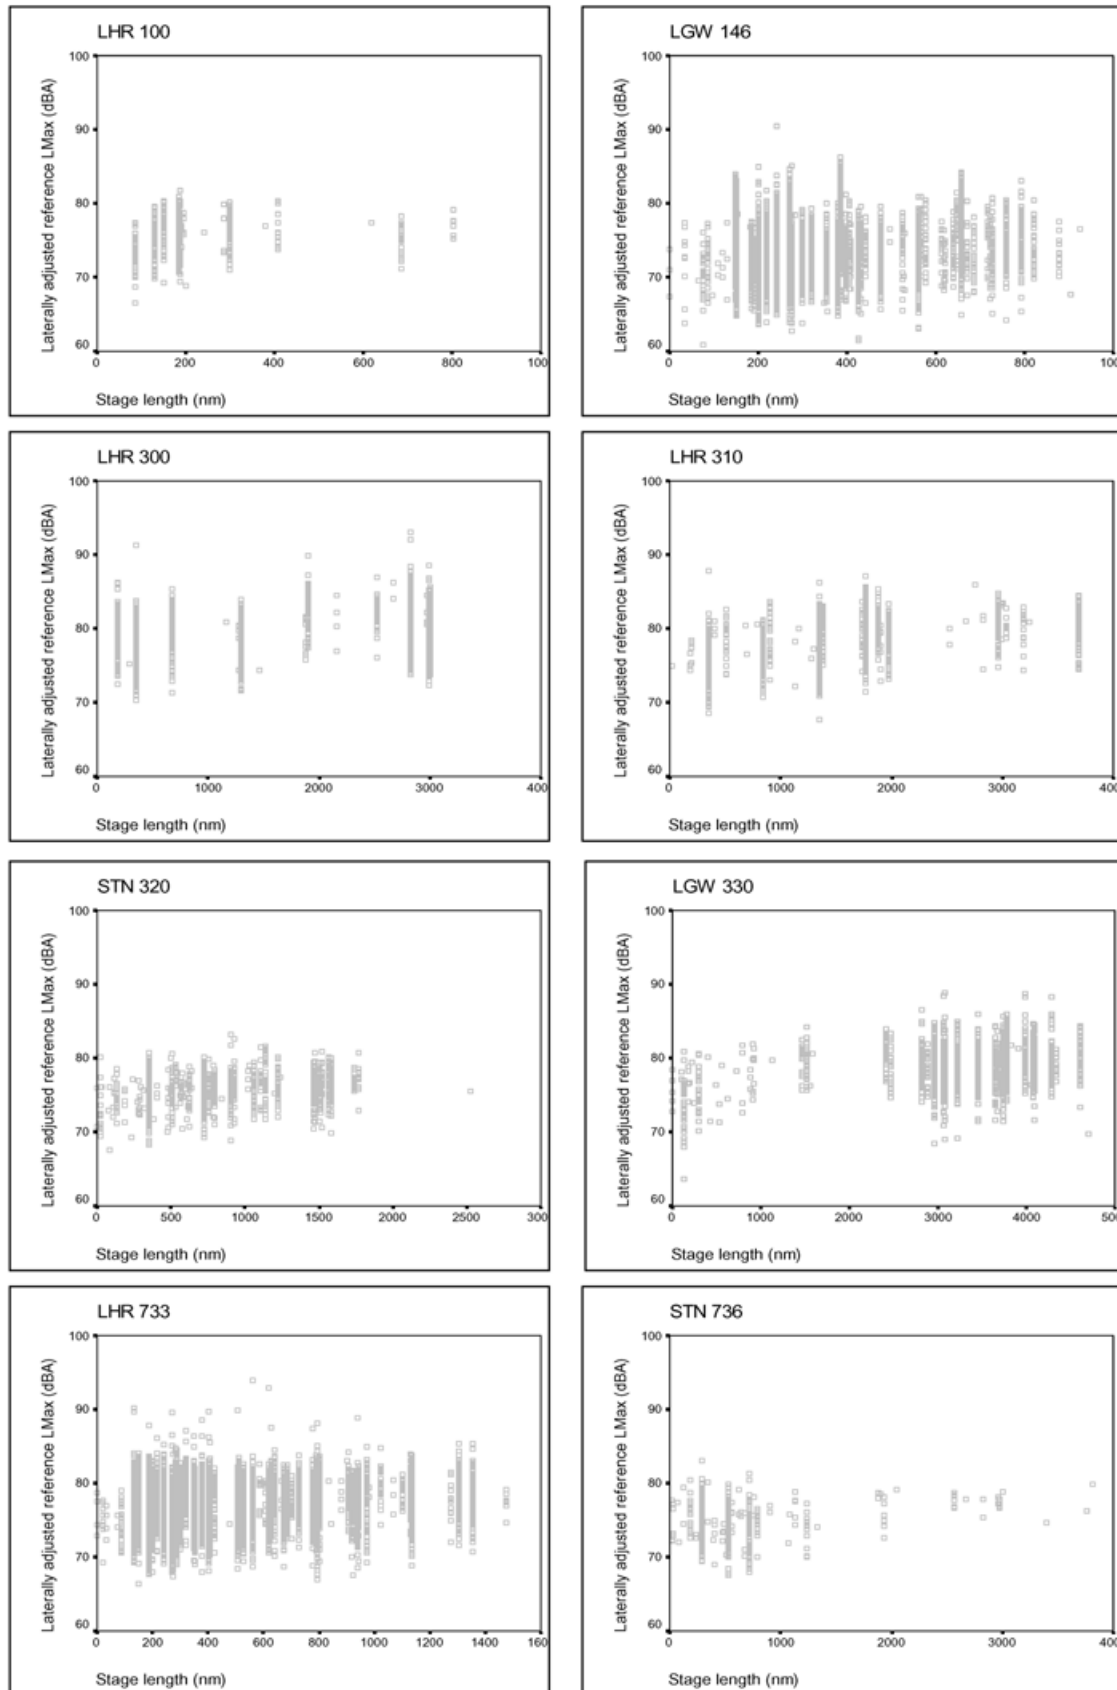 LHR 100
Laterally adjusted reference LMax (dBA)
100
90
80
70
60
0 200 400 600 800 100
Stage length (nm)
LGW 146
Laterally adjusted reference LMax (dBA)
100
90
80
70
60
0 200 400 600 800 100
Stage length (nm)
LHR 300
Laterally adjusted reference LMax (dBA)
100
90
80
70
60
0 1000 2000 3000 400
Stage length (nm)
LHR 310
Laterally adjusted reference LMax (dBA)
100
90
80
70
60
0 1000 2000 3000 400
Stage length (nm)
STN 320
Laterally adjusted reference LMax (dBA)
100
90
80
70
60
0 500 1000 1500 2000 2500 300
Stage length (nm)
LGW 330
Laterally adjusted reference LMax (dBA)
100
90
80
70
60
0 1000 2000 3000 4000 500
Stage length (nm)
LHR 733
Laterally adjusted reference LMax (dBA)
100
90
80
70
60
0 200 400 600 800 1000 1200 1400 1600
Stage length (nm)
STN 736
Laterally adjusted reference LMax (dBA)
100
90
80
70
60
0 1000 2000 3000 400
Stage length (nm)